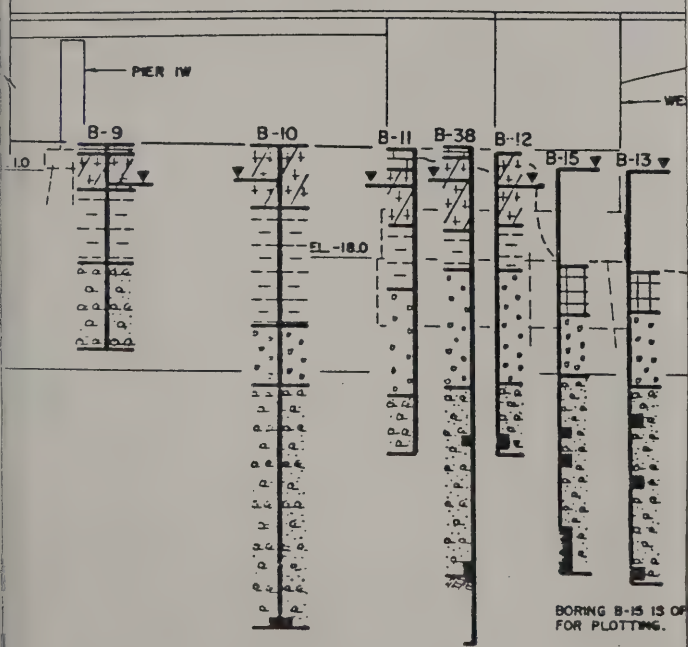 PIER 1W
B-9
B-10
B-11
B-38
B-12
B-15
B-13
1.0
EL -18.0
BORING B-15 IS OF
FOR PLOTTING.